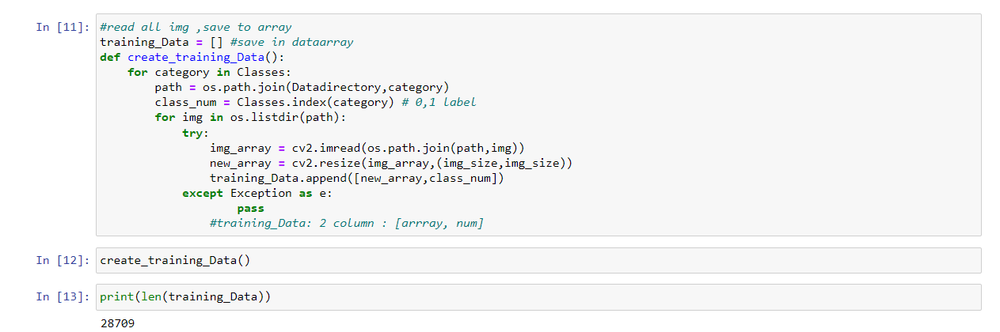 In [11]: #read all img ,save to array
training_Data = [] #save in dataarray
def create_training_Data():
    for category in Classes:
        path = os.path.join(Datadirectory,category)
        class_num = Classes.index(category) # 0,1 label
        for img in os.listdir(path):
            try:
                img_array = cv2.imread(os.path.join(path,img))
                new_array = cv2.resize(img_array,(img_size,img_size))
                training_Data.append([new_array,class_num])
            except Exception as e:
                    pass
                #training_Data: 2 column : [arrray, num]
In [12]: create_training_Data()
In [13]: print(len(training_Data))
28709